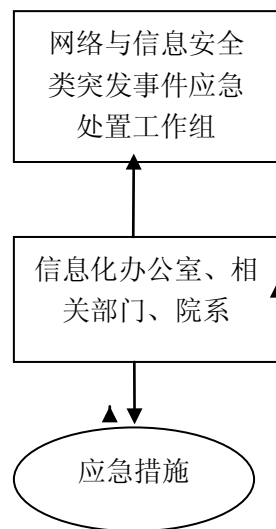 网络与信息安全
类突发事件应急
处置工作组
信息化办公室、相
关部门、院系
应急措施